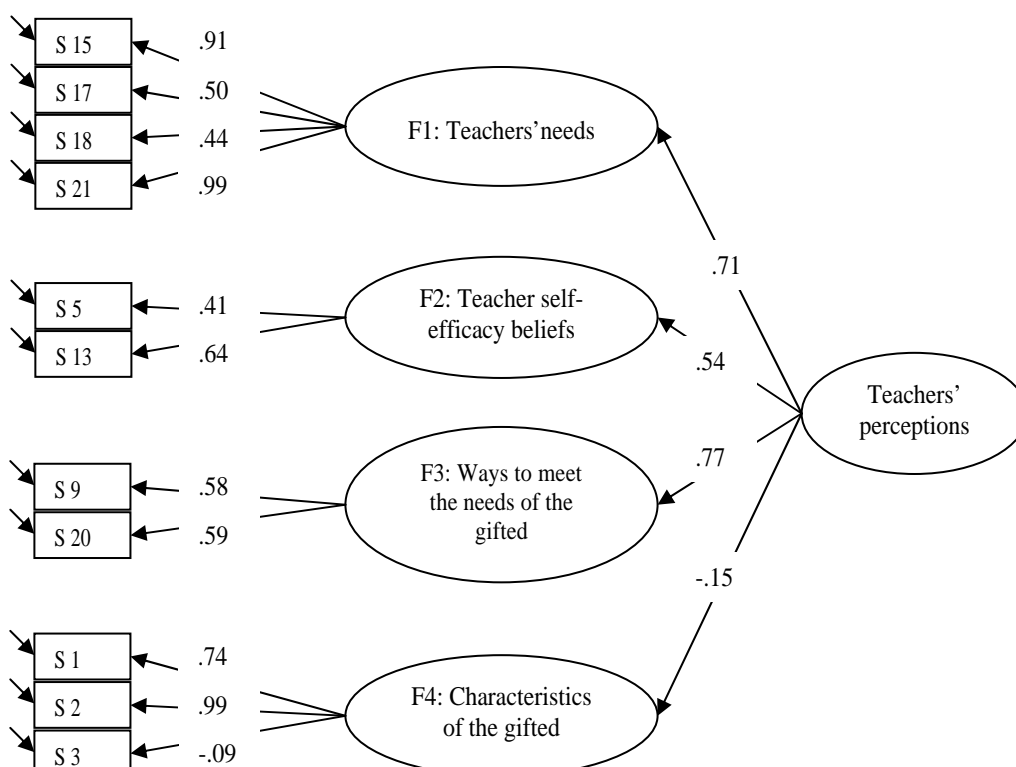 S 15
.91
S 17
.50
S 18
.44
S 21
.99
F1: Teachers'needs
.71
S 5
.41
S 13
.64
F2: Teacher self-
efficacy beliefs
.54
Teachers'
perceptions
S 9
.58
S 20
.59
F3: Ways to meet
the needs of the
gifted
.77
-.15
S 1
.74
S 2
.99
S 3
-.09
F4: Characteristics
of the gifted